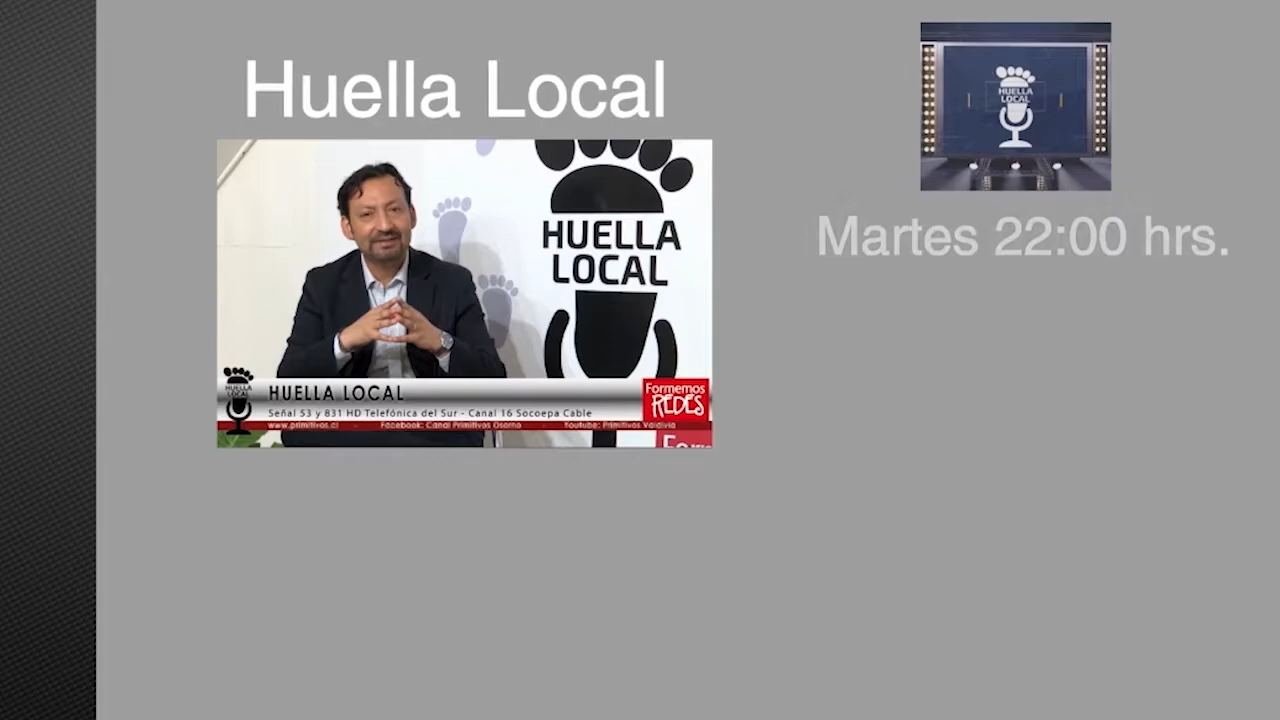 Huella Local
HUELLA
LOCAL
Martes 22:00 hrs.
HUELLA
LOCAL
HUELLA
LOCAL
HUELLA LOCAL
Formemos
REDES
Señal 53 y 831 HD Telefónica del Sur - Canal 16 Socoepa Cable
www.primitivos.cl - Facebook: Canal Primitivos Osorno - Youtube: Primitivos Valdivia